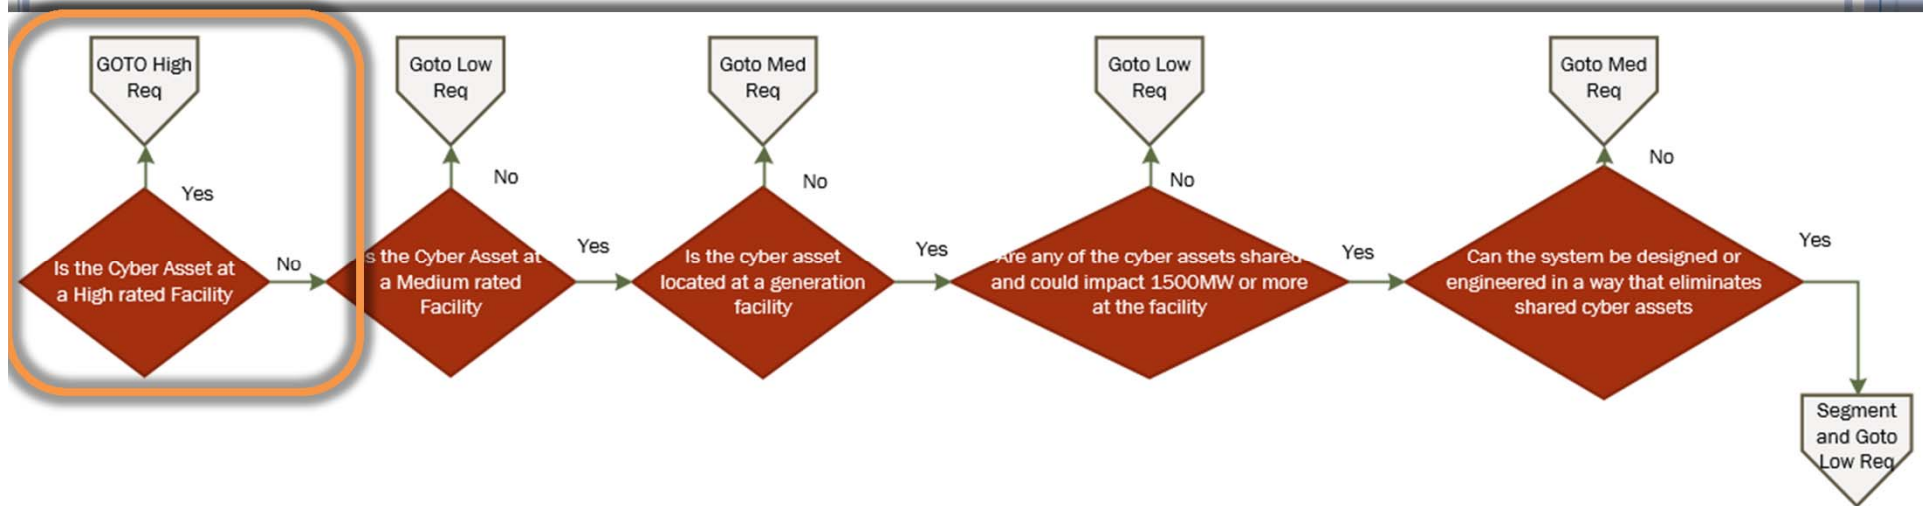 GOTO High
Req
Goto Low
Req
Goto Med
Req
Goto Low
Req
Goto Med
Req
Yes
No
No
No
No
Is the Cyber Asset at
a High rated Facility
No
Is the Cyber Asset at
a Medium rated
Facility
Yes
Is the cyber asset
located at a generation
facility
Yes
Are any of the cyber assets shared
and could impact 1500MW or more
at the facility
Yes
Can the system be designed or
engineered in a way that eliminates
shared cyber assets
Yes
Segment
and Goto
Low Req